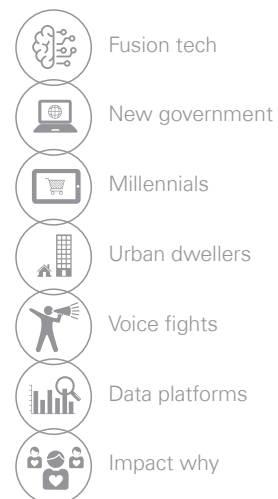 Fusion tech
New government
Millennials
Urban dwellers
Voice fights
Data platforms
Impact why